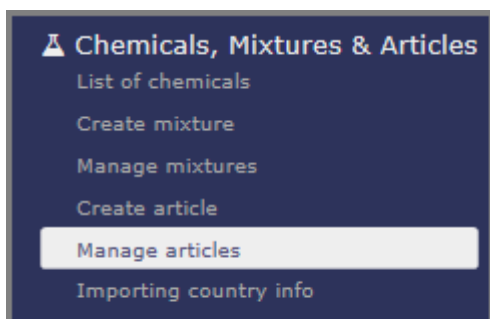 Chemicals, Mixtures & Articles
List of chemicals
Create mixture
Manage mixtures
Create article
Manage articles
Importing country info